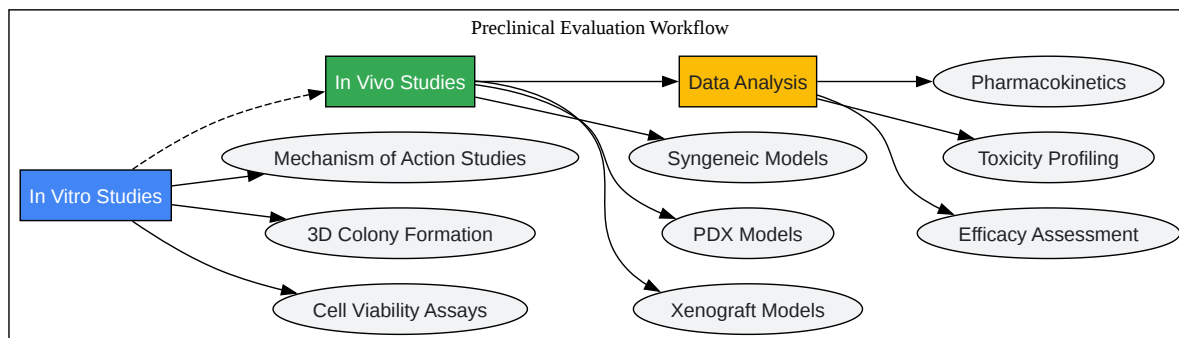 Preclinical Evaluation Workflow
In Vivo Studies
Data Analysis
Pharmacokinetics
Mechanism of Action Studies
Syngeneic Models
Toxicity Profiling
In Vitro Studies
3D Colony Formation
PDX Models
Efficacy Assessment
Cell Viability Assays
Xenograft Models